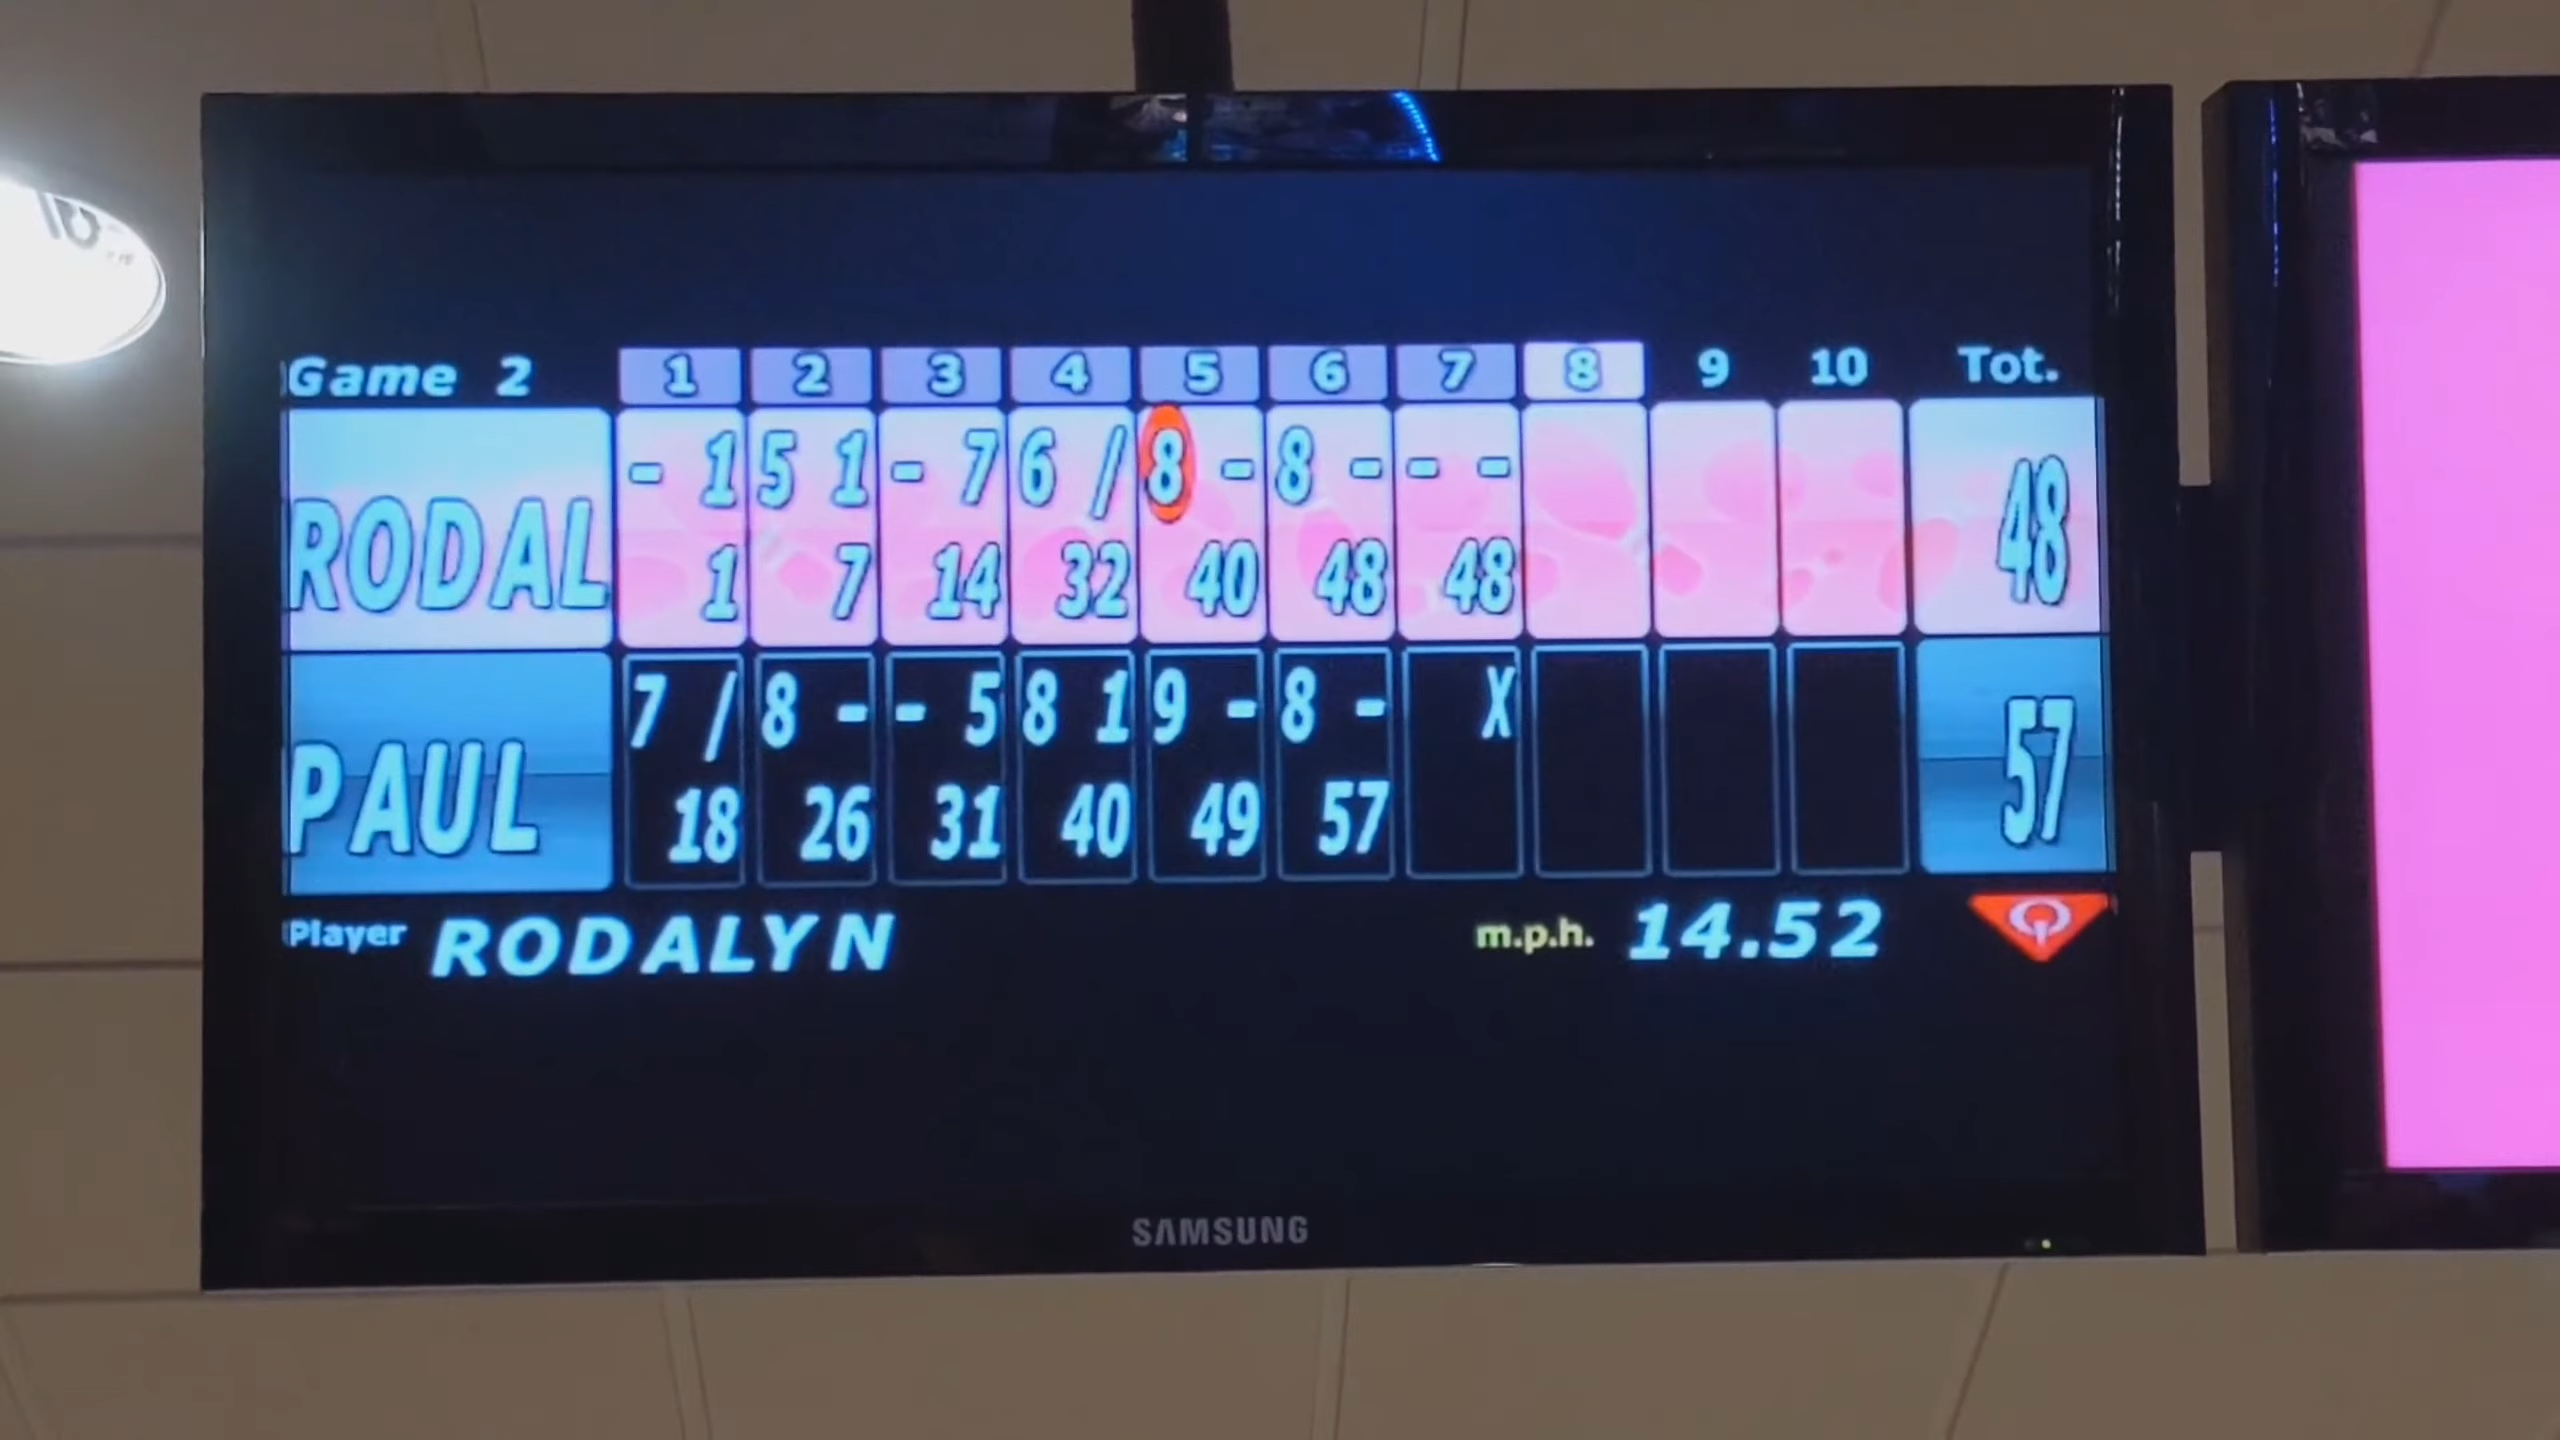 Game 2 1 2 3 4 5 6 7 8 9 10 Tot.
- 1 5 1 - 7 6 / 8 - 8 - - -
RODAL 1 7 14 32 40 48 48 48
7 / 8 - - 5 8 1 9 - 8 - X
PAUL 18 26 31 40 49 57 57
Player RODALYN m.p.h. 14.52
SAMSUNG